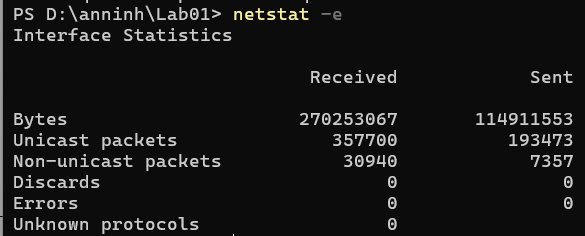 PS D:\anninh\Lab01> netstat -e
Interface Statistics
Received Sent
Bytes 270253067 114911553
Unicast packets 357700 193473
Non-unicast packets 30940 7357
Discards 0 0
Errors 0 0
Unknown protocols 0